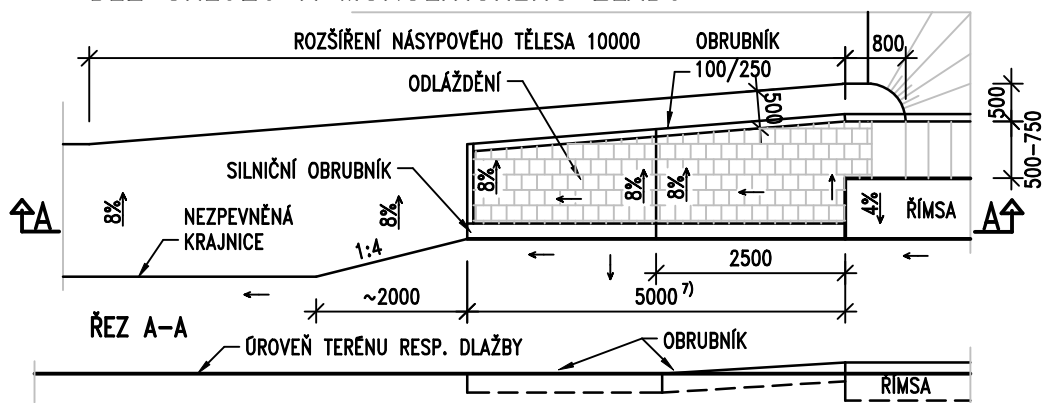 ROZŠÍŘENÍ NÁSYPOVÉHO TĚLESA 10000
OBRUBNÍK
100/250
800
ODLÁŽDĚNÍ
500
500
500-750
SILNIČNÍ OBRUBNÍK
8%
8%
8%
8%
8%
4%
ŘÍMSA
A
A
NEZPEVNĚNÁ
KRAJNICE
1:4
2500
~2000
5000 7)
ŘEZ A-A
ÚROVEŇ TERÉNU RESP. DLAŽBY
OBRUBNÍK
ŘÍMSA